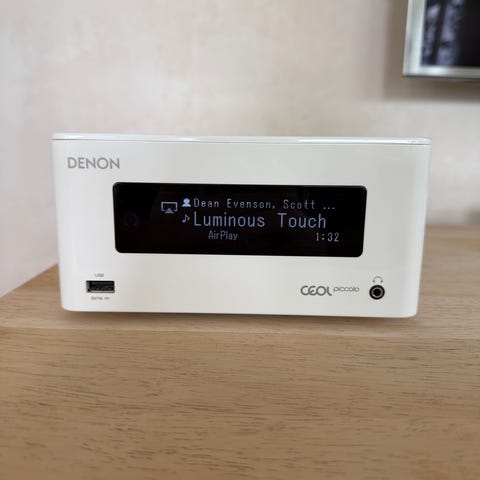 DENON
Dean Evenson, Scott ...
Luminous Touch
AirPlay 1:32
USB
CEOL piccolo